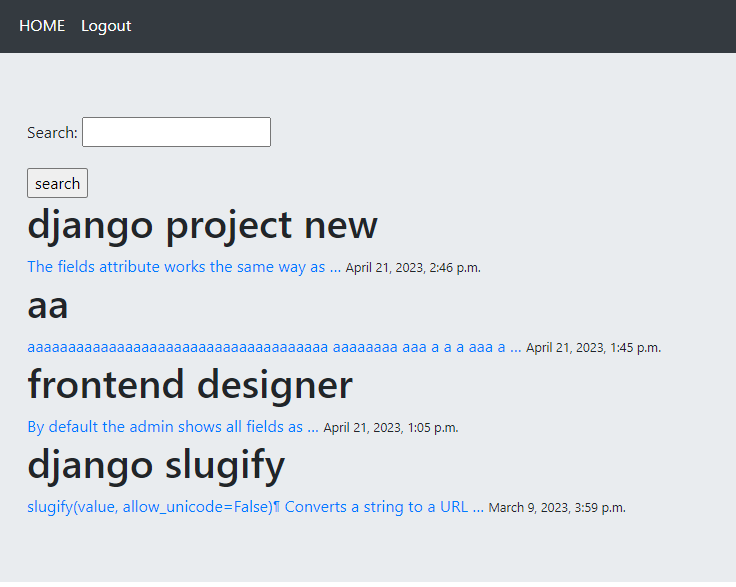 HOME Logout
Search:
search
django project new
The fields attribute works the same way as … April 21, 2023, 2:46 p.m.
aa
aaaaaaaaaaaaaaaaaaaaaaaaaaaaaaaaaaaaa aaaaaaaa aaa a a a aaa a … April 21, 2023, 1:45 p.m.
frontend designer
By default the admin shows all fields as … April 21, 2023, 1:05 p.m.
django slugify
slugify(value, allow_unicode=False)¶ Converts a string to a URL … March 9, 2023, 3:59 p.m.